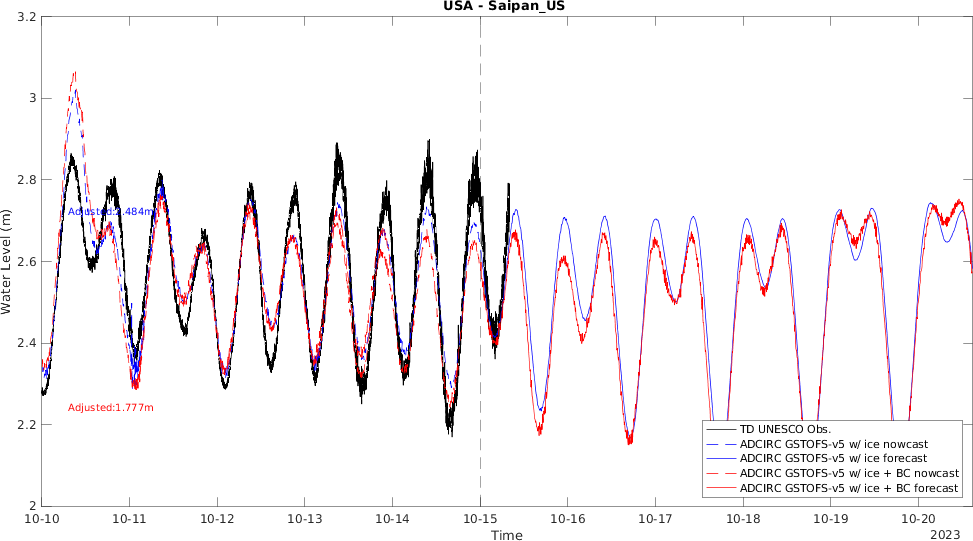 USA - Saipan_US
3.2
3
2.8
2.6
2.4
2.2
2
Water Level (m)
Adjusted:2.484m
Adjusted:1.777m
TD UNESCO Obs.
ADCIRC GSTOFS-v5 w/ ice nowcast
ADCIRC GSTOFS-v5 w/ ice forecast
ADCIRC GSTOFS-v5 w/ ice + BC nowcast
ADCIRC GSTOFS-v5 w/ ice + BC forecast
10-10 10-11 10-12 10-13 10-14 10-15 10-16 10-17 10-18 10-19 10-20
Time
2023